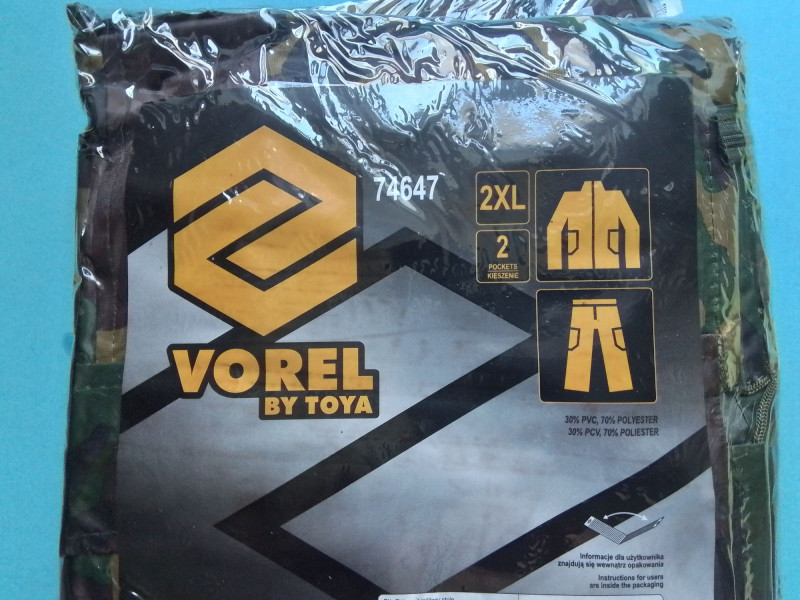 74647
2XL
2
POCKETS
KIESZENIE
VOREL
BY TOYA
30% PVC, 70% POLYESTER
30% PCV, 70% POLIESTER
Informacje dla użytkownika
znajdują się wewnątrz opakowania
Instructions for users
are inside the packaging